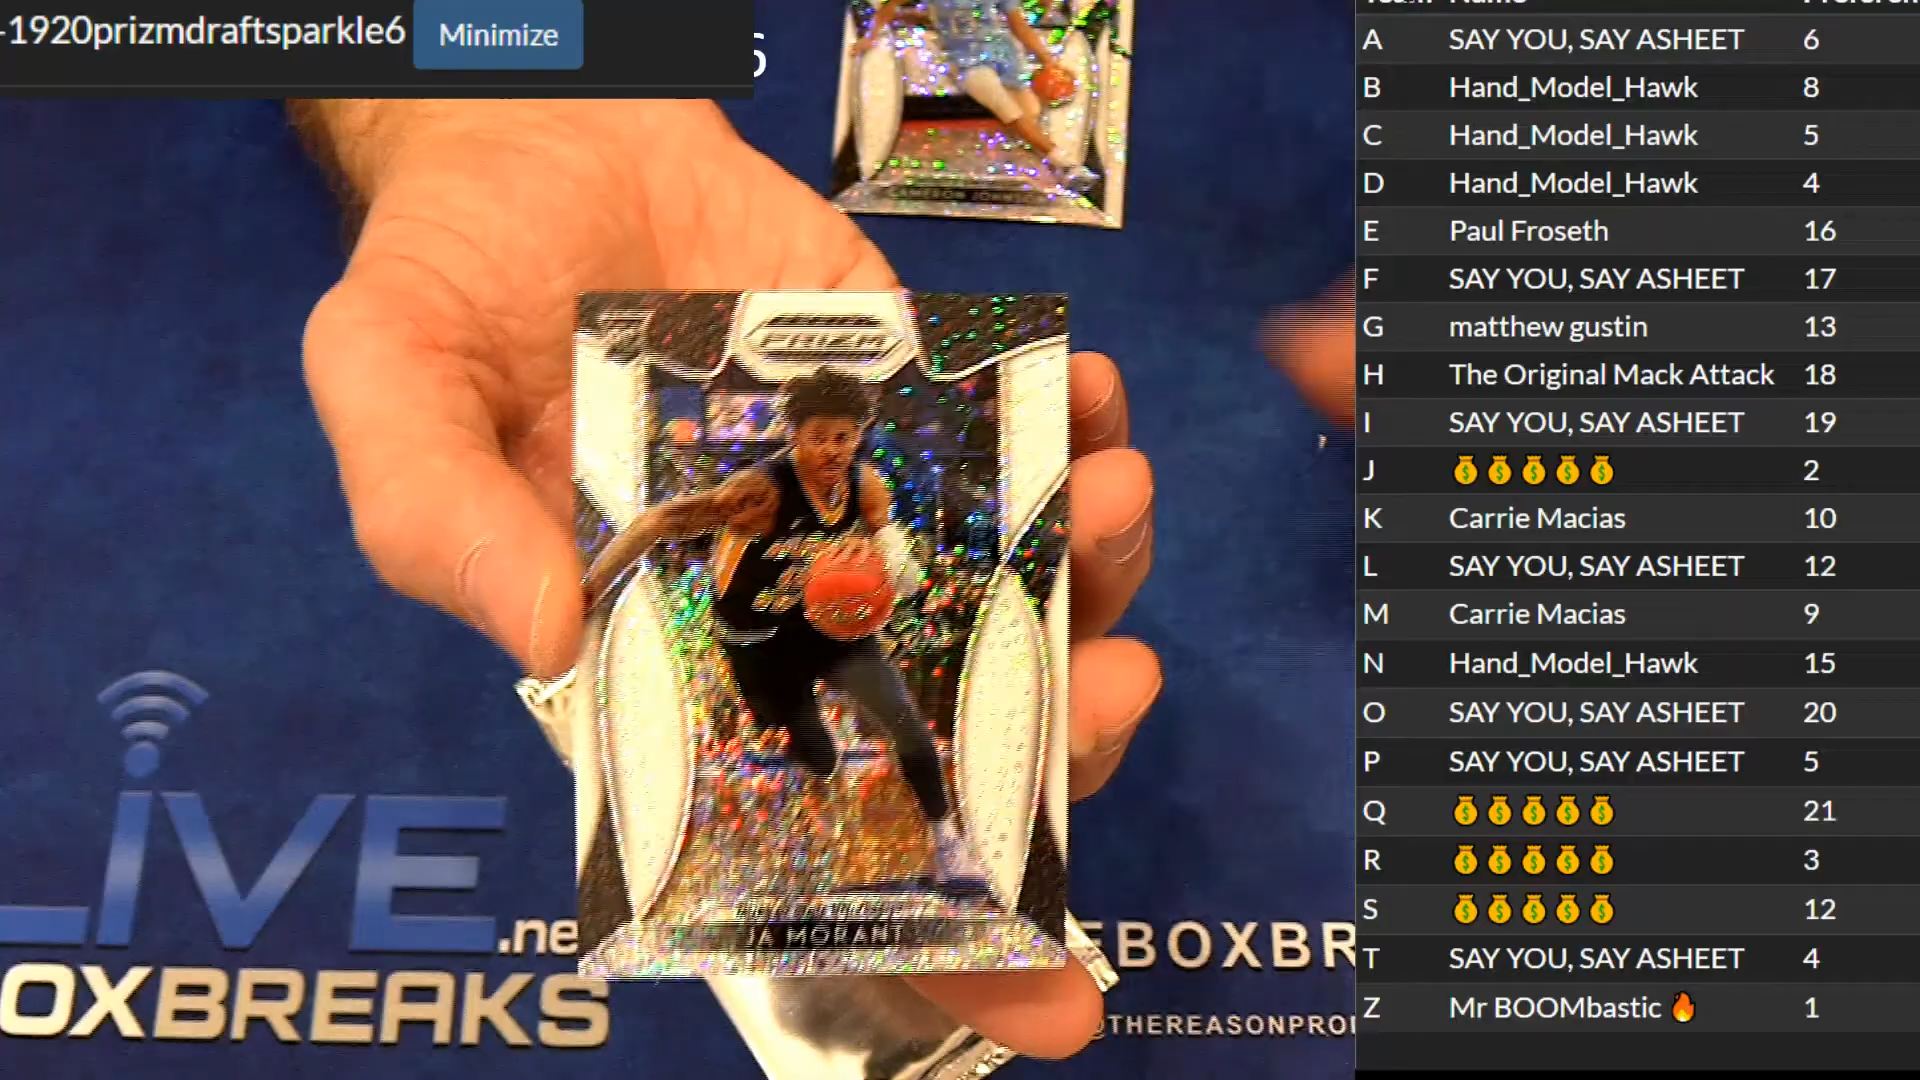 -1920prizmdraftsparkle6
Minimize
6
A SAY YOU, SAY ASHEET 6
B Hand_Model_Hawk 8
C Hand_Model_Hawk 5
D Hand_Model_Hawk 4
E Paul Froseth 16
F SAY YOU, SAY ASHEET 17
G matthew gustin 13
H The Original Mack Attack 18
I SAY YOU, SAY ASHEET 19
J 💰💰💰💰💰 2
K Carrie Macias 10
L SAY YOU, SAY ASHEET 12
M Carrie Macias 9
N Hand_Model_Hawk 15
O SAY YOU, SAY ASHEET 20
P SAY YOU, SAY ASHEET 5
Q 💰💰💰💰💰 21
R 💰💰💰💰💰 3
S 💰💰💰💰💰 12
T SAY YOU, SAY ASHEET 4
Z Mr BOOMbastic 🔥 1
PRIZM
JA MORANT
LIVE.ne
OXBREAKS
EBOXBR
@THEREASONPROI